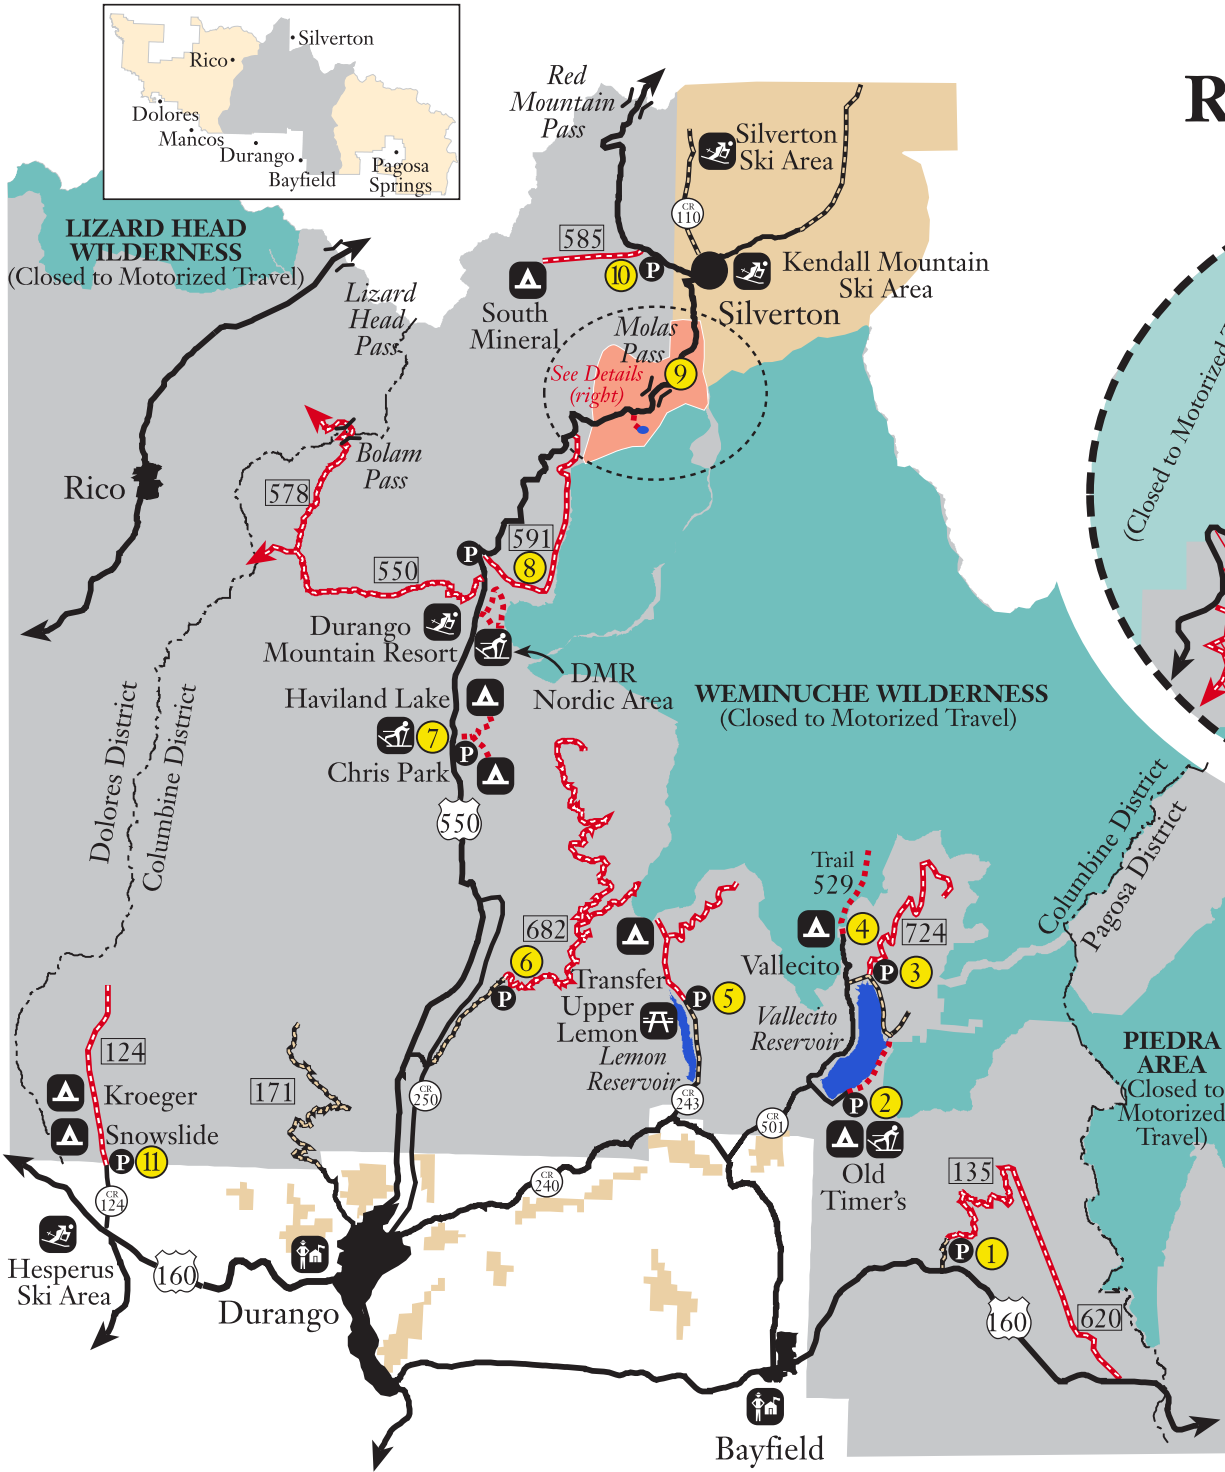 Silverton
Rico
Dolores
Mancos
Durango
Bayfield
Pagosa
Springs
Red
Mountain
Pass
R
Silverton
Ski Area
CR
110
LIZARD HEAD
WILDERNESS
(Closed to Motorized Travel)
585
10
P
Kendall Mountain
Ski Area
Silverton
South
Mineral
Lizard
Head
Pass
Molas
Pass
See Details
(right)
9
(Closed to Motorized T
Bolam
Pass
Rico
578
P
591
8
550
Durango
Mountain Resort
DMR
Nordic Area
Haviland Lake
7
P
Chris Park
WEMINUCHE WILDERNESS
(Closed to Motorized Travel)
Dolores District
Columbine District
550
Columbine District
Pagosa District
Trail
529
4
724
682
6
P
Vallecito
P
3
Transfer
Upper
Lemon
P
5
Lemon
Reservoir
Vallecito
Reservoir
PIEDRA
AREA
(Closed to
Motorized
Travel)
124
Kroeger
Snowslide
P
11
CR
124
171
CR
250
CR
243
CR
501
P
2
Old
Timer's
CR
240
135
P
1
Hesperus
Ski Area
160
Durango
160
620
Bayfield